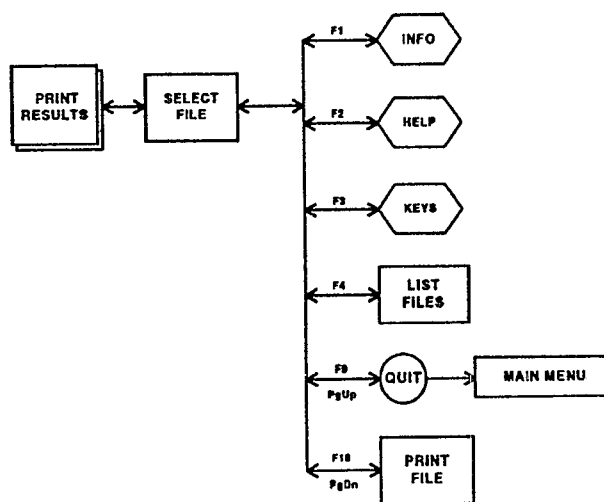 F1
INFO
PRINT
RESULTS
SELECT
FILE
F2
HELP
F3
KEYS
F4
LIST
FILES
F9
PgUp
QUIT
MAIN MENU
F10
PgDn
PRINT
FILE